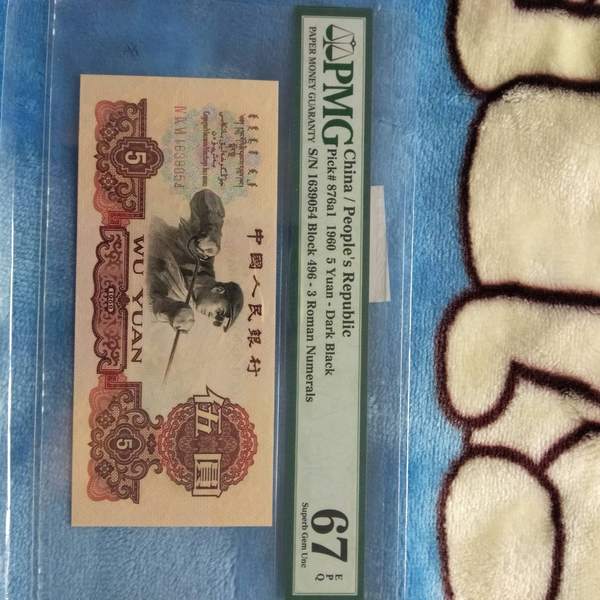 PMG
PAPER MONEY GUARANTY
China / People's Republic
Pick# 876a1 1960 5 Yuan - Dark Black
S/N 1639054 Block 496 - 3 Roman Numerals
67
EPQ
Superb Gem Unc
中國人民銀行
1639054
5
WU YUAN
伍圓
5